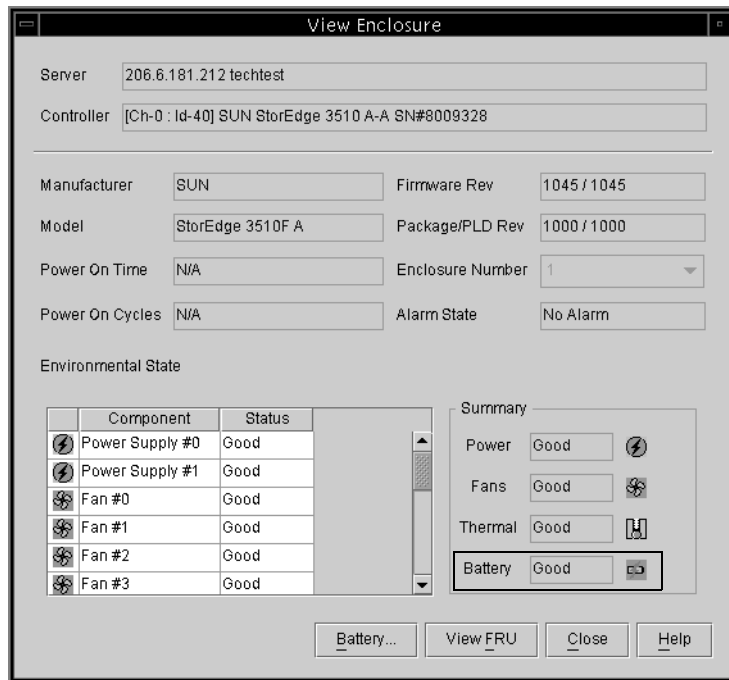 View Enclosure
Server 206.6.181.212 techtest
Controller [Ch-0 : Id-40] SUN StorEdge 3510 A-A SN#8009328
Manufacturer SUN Firmware Rev 1045 / 1045
Model StorEdge 3510F A Package/PLD Rev 1000 / 1000
Power On Time N/A Enclosure Number 1
Power On Cycles N/A Alarm State No Alarm
Environmental State
Component Status
Power Supply #0 Good
Power Supply #1 Good
Fan #0 Good
Fan #1 Good
Fan #2 Good
Fan #3 Good
Summary
Power Good
Fans Good
Thermal Good
Battery Good
Battery... View FRU Close Help